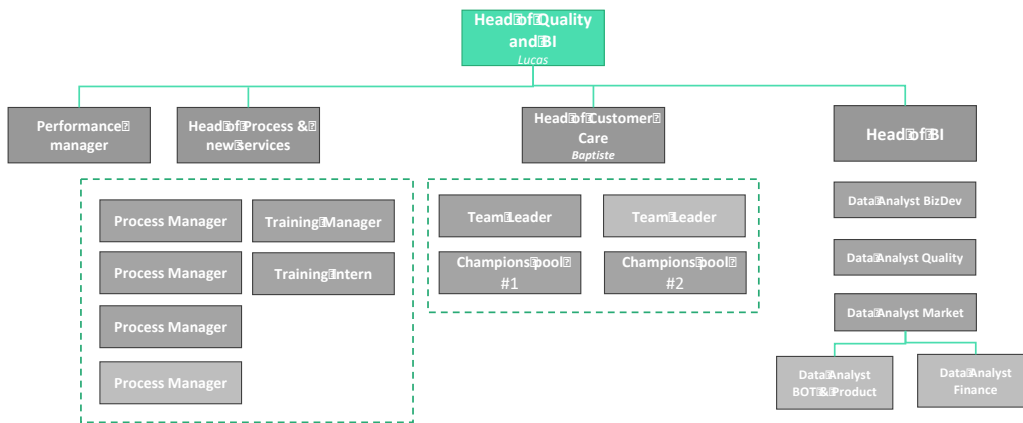 Head of Quality
and BI
Lucas
Performance
manager
Head of Process &
new services
Head of Customer
Care
Baptiste
Head of BI
Process Manager
Training Manager
Process Manager
Training Intern
Process Manager
Process Manager
Team Leader
Team Leader
Champions pool
#1
Champions pool
#2
Data Analyst BizDev
Data Analyst Quality
Data Analyst Market
Data Analyst
BOT & Product
Data Analyst
Finance